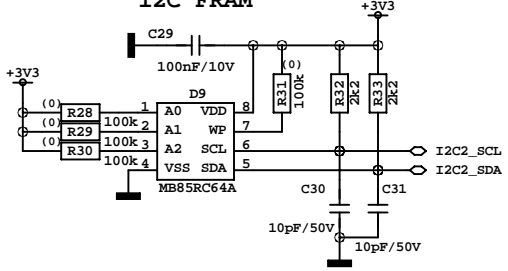 I2C FRAM
+3V3
C29
100nF/10V
+3V3
(0)
R31
100k
R32
2k2
R33
2k2
D9
(0)
R28
1
A0
VDD
8
(0)
R29
100k
2
A1
WP
7
(0)
R30
100k
3
A2
SCL
6
I2C2_SCL
100k
4
VSS
SDA
5
I2C2_SDA
MB85RC64A
C30
C31
10pF/50V
10pF/50V